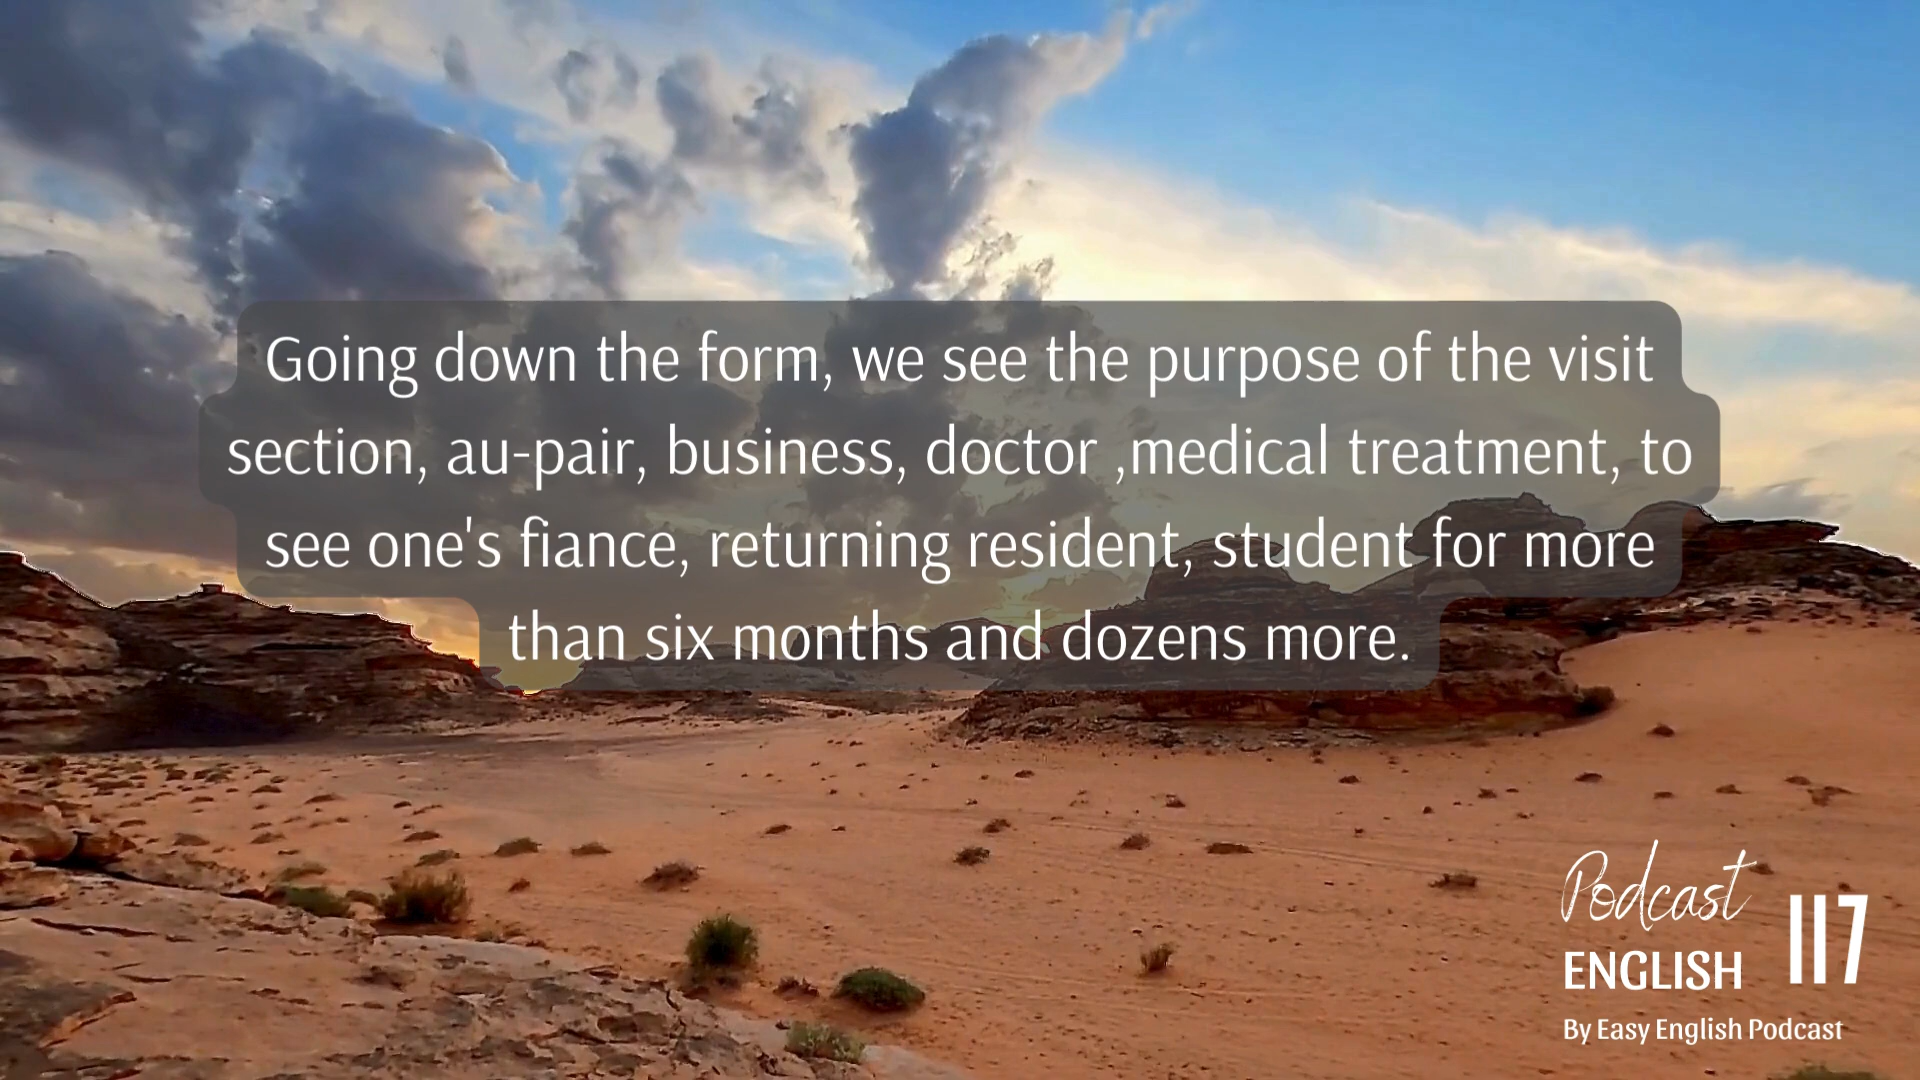 Going down the form, we see the purpose of the visit
section, au-pair, business, doctor ,medical treatment, to
see one's fiance, returning resident, student for more
than six months and dozens more.
Podcast
ENGLISH
117
By Easy English Podcast